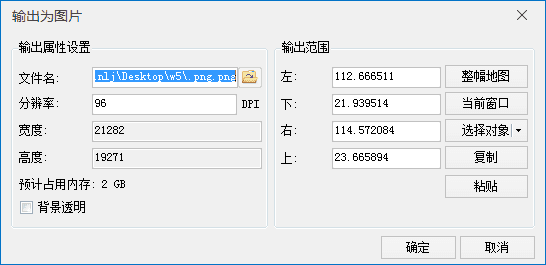 输出为图片
输出属性设置
文件名: nlj\Desktop\w5\.png.png
分辨率: 96 DPI
宽度: 21282
高度: 19271
预计占用内存: 2 GB
背景透明
输出范围
左: 112.666511 整幅地图
下: 21.939514 当前窗口
右: 114.572084 选择对象
上: 23.665894 复制
粘贴
确定 取消